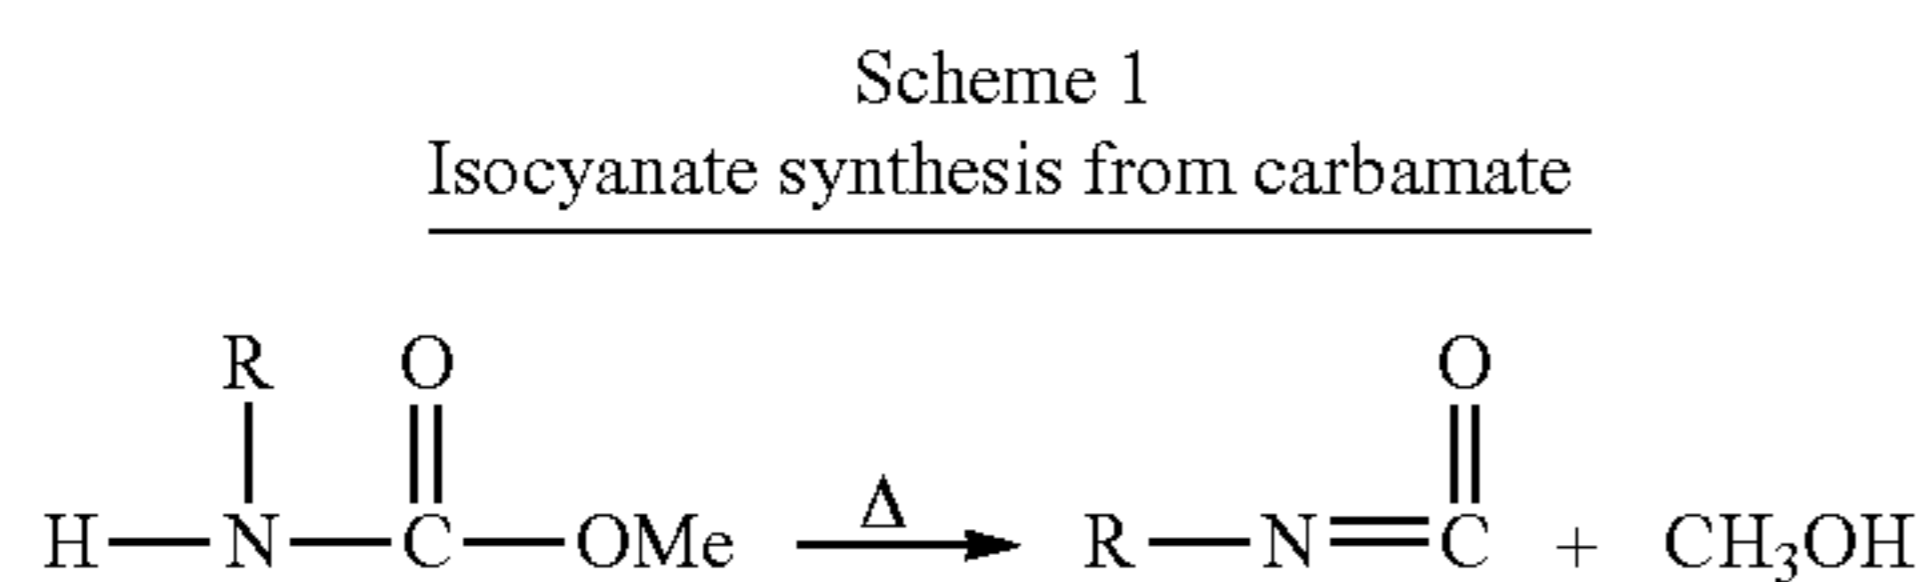 Scheme 1
Isocyanate synthesis from carbamate
R O O
H—N—C—OMe Δ R—N=C + CH₃OH